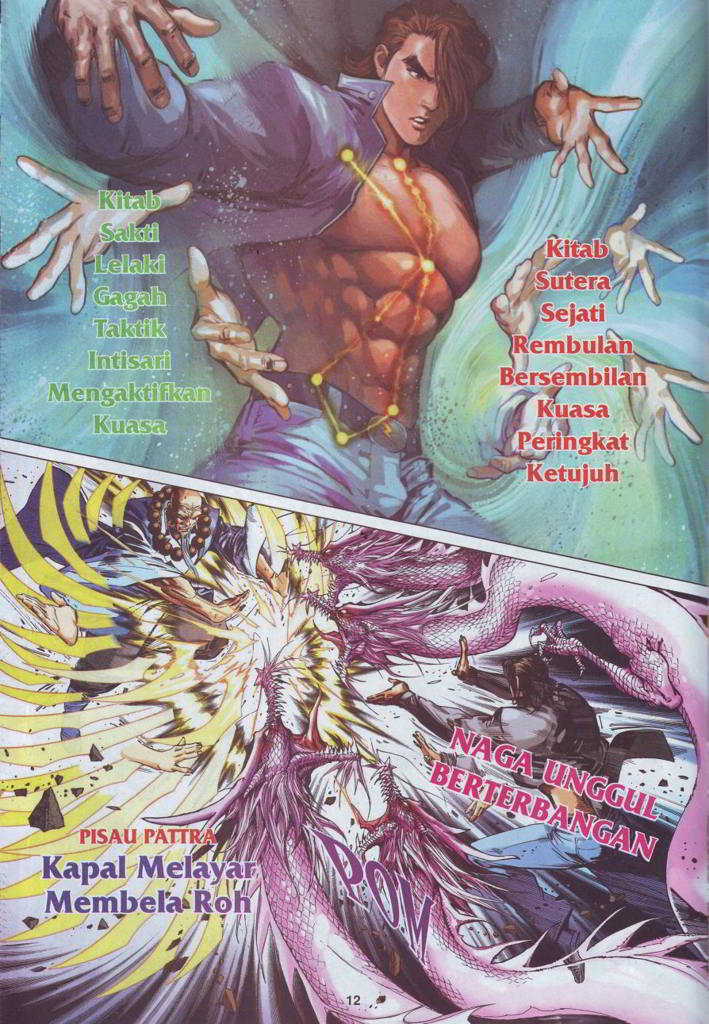 Kitab
Sakti
Lelaki
Gagah
Taktik
Intisari
Mengaktifkan
Kuasa
Kitab
Sutera
Sejati
Rembulan
Bersembilan
Kuasa
Peringkat
Ketujuh
NAGA UNGGUL
BERTERBANGAN
PISAU PATTRA
Kapal Melayar
Membela Roh
POM
12